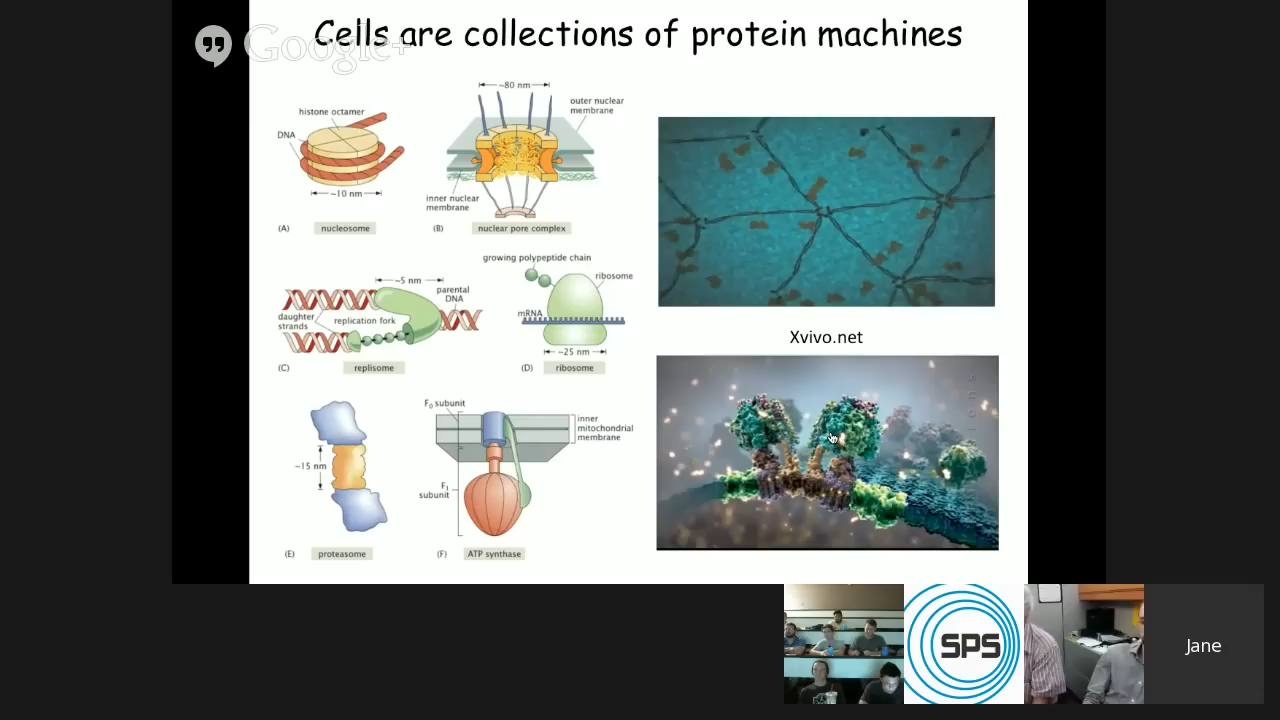 Cells are collections of protein machines
Google+
~80 nm
outer nuclear
membrane
histone octamer
DNA
~10 nm
inner nuclear
membrane
(A) nucleosome
(B) nuclear pore complex
growing polypeptide chain
~5 nm
ribosome
parental
DNA
mRNA
daughter
strands
replication fork
~25 nm
(C) replisome
(D) ribosome
Xvivo.net
F₀ subunit
inner
mitochondrial
membrane
~15 nm
F₁
subunit
(E) proteasome
(F) ATP synthase
SPS
Jane